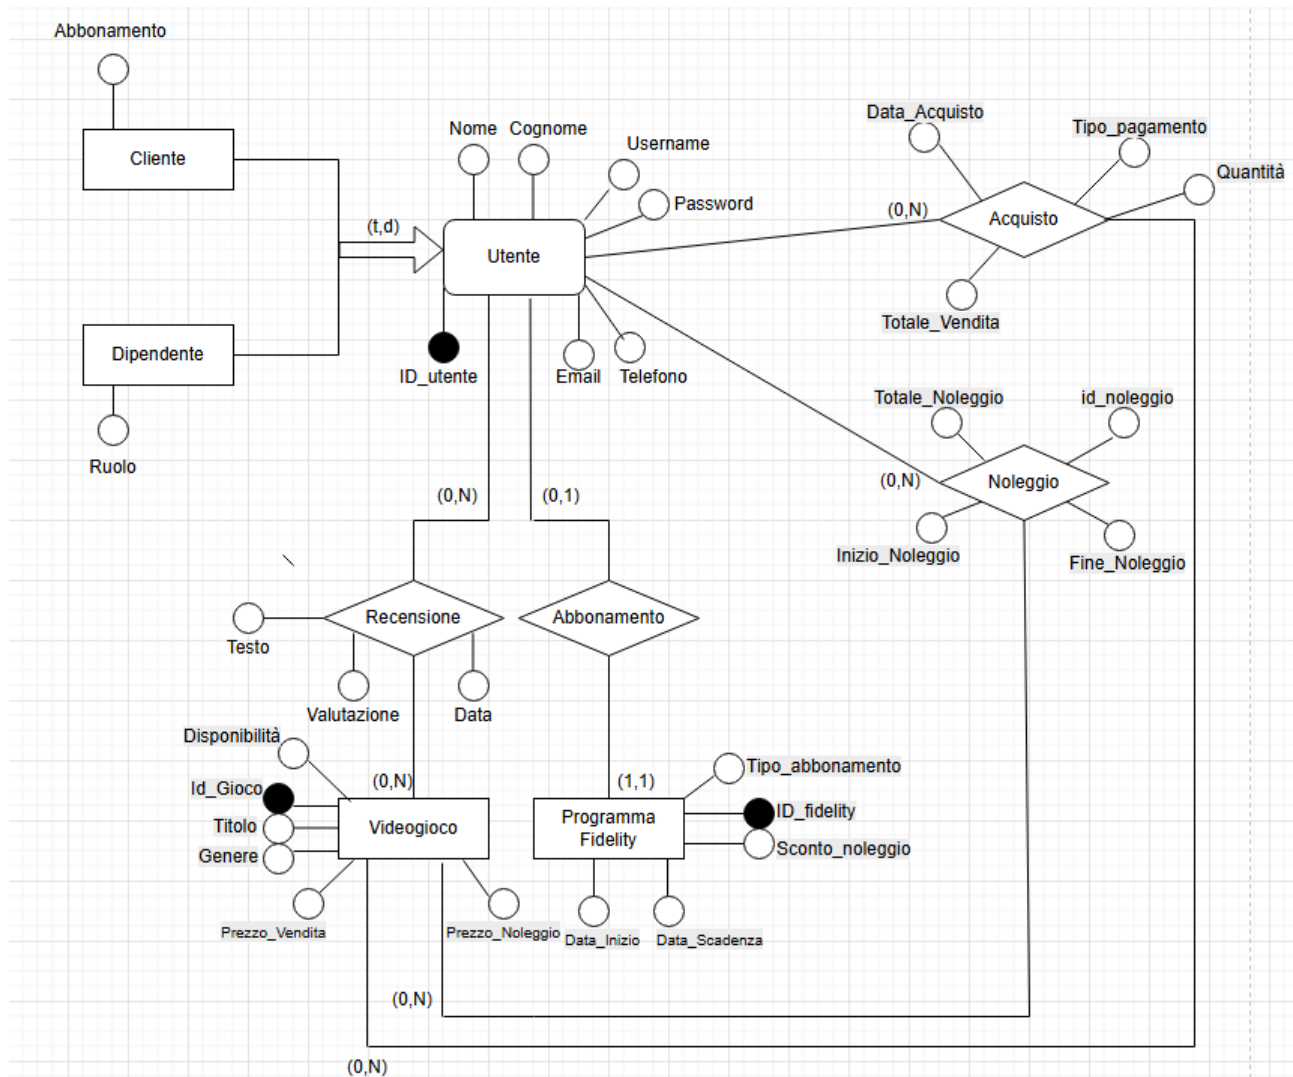 Abbonamento
Cliente
Dipendente
Ruolo
(t,d)
Nome
Cognome
Username
Password
Utente
ID_utente
Email
Telefono
Data_Acquisto
Tipo_pagamento
Quantità
(0,N)
Acquisto
Totale_Vendita
Totale_Noleggio
id_noleggio
(0,N)
Noleggio
Inizio_Noleggio
Fine_Noleggio
(0,N)
(0,1)
Recensione
Abbonamento
Testo
Valutazione
Data
Disponibilità
(0,N)
Id_Gioco
Titolo
Genere
Videogioco
Prezzo_Vendita
Prezzo_Noleggio
(1,1)
Tipo_abbonamento
Programma
Fidelity
ID_fidelity
Sconto_noleggio
Data_Inizio
Data_Scadenza
(0,N)
(0,N)